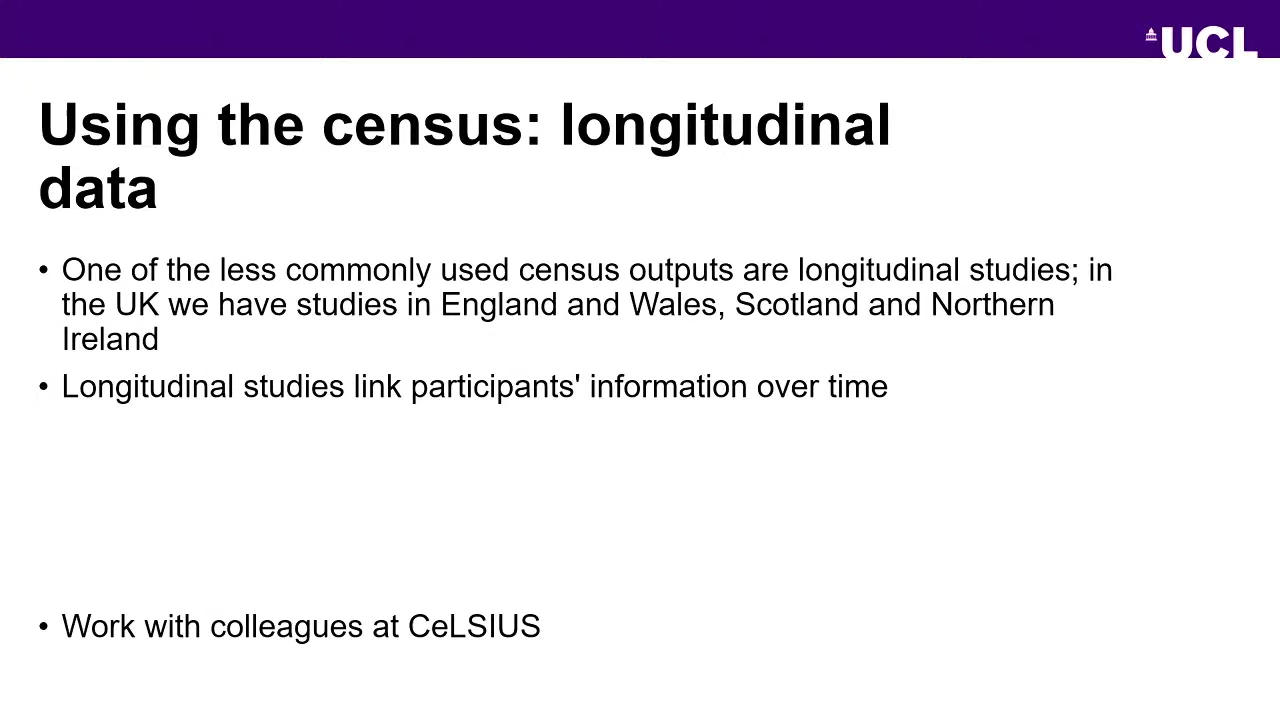 UCL
Using the census: longitudinal
data
• One of the less commonly used census outputs are longitudinal studies; in
the UK we have studies in England and Wales, Scotland and Northern
Ireland
• Longitudinal studies link participants' information over time
• Work with colleagues at CeLSIUS